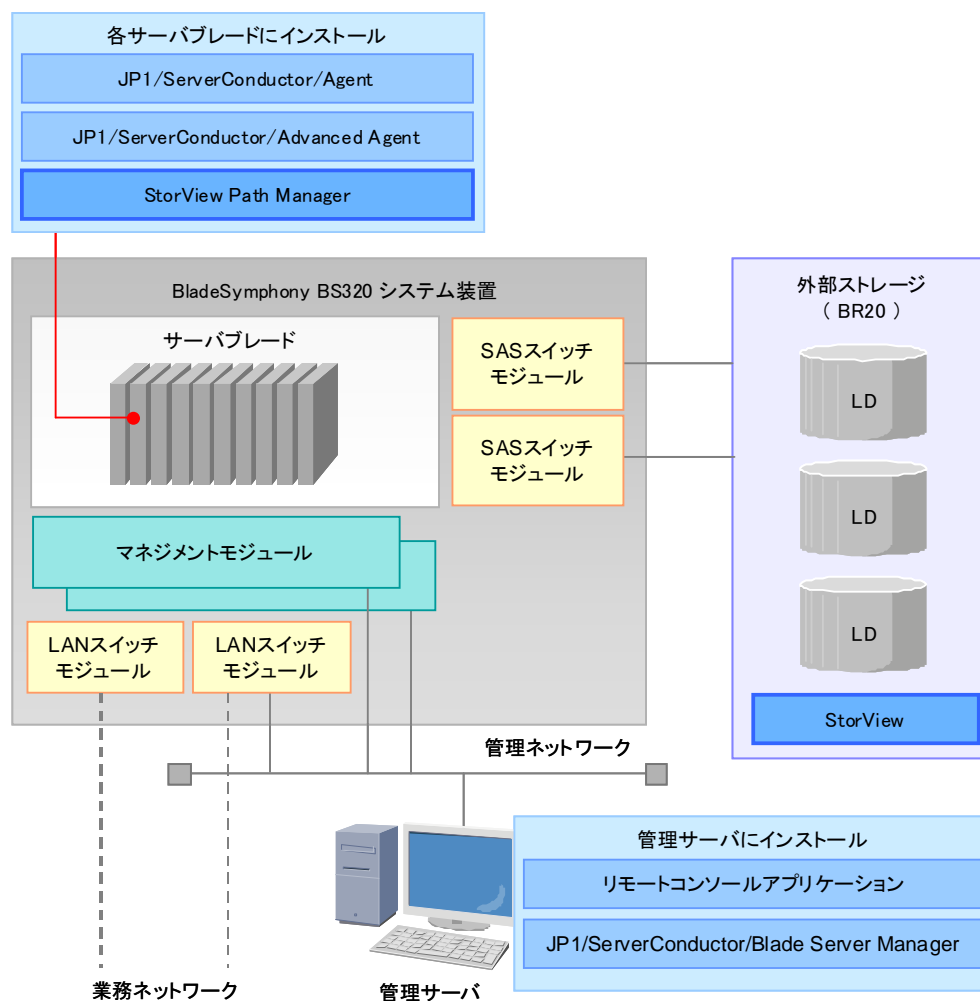 各サーバブレードにインストール
JP1/ServerConductor/Agent
JP1/ServerConductor/Advanced Agent
StorView Path Manager
BladeSymphony BS320 システム装置
サーバブレード
SASスイッチ
モジュール
SASスイッチ
モジュール
外部ストレージ
（ BR20 ）
LD
LD
LD
StorView
マネジメントモジュール
LANスイッチ
モジュール
LANスイッチ
モジュール
管理ネットワーク
管理サーバにインストール
リモートコンソールアプリケーション
JP1/ServerConductor/Blade Server Manager
業務ネットワーク
管理サーバ